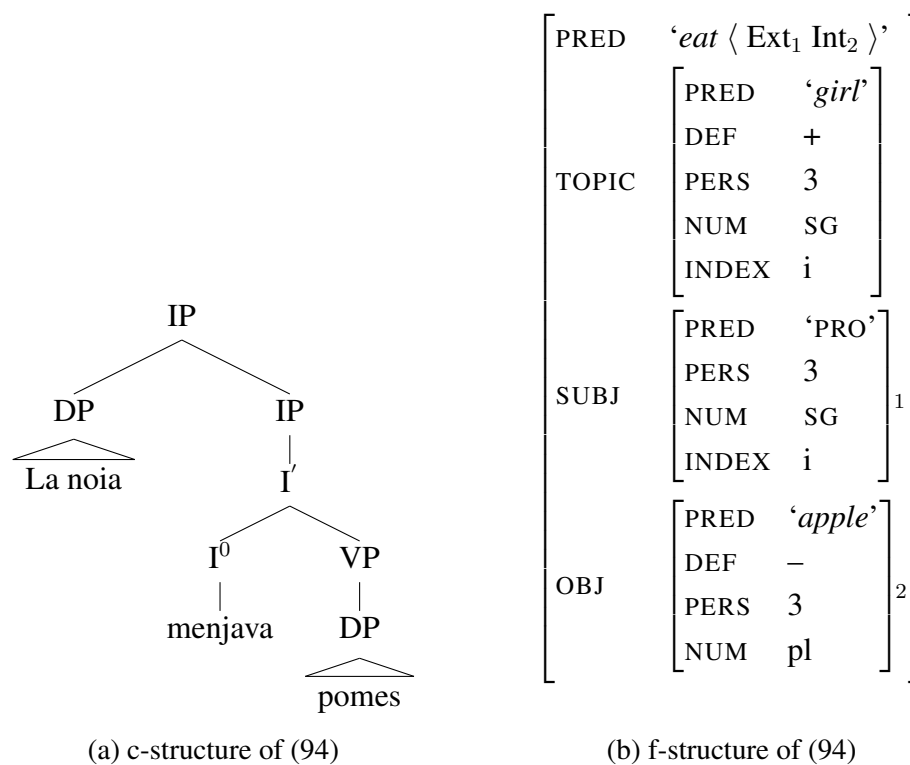 IP
DP IP
La noia
I′
I⁰ VP
menjava DP
pomes
(a) c-structure of (94)
PRED ‘eat ⟨ Ext₁ Int₂ ⟩’
TOPIC
PRED ‘girl’
DEF +
PERS 3
NUM SG
INDEX i
SUBJ
PRED ‘PRO’
PERS 3
NUM SG
INDEX i
1
OBJ
PRED ‘apple’
DEF –
PERS 3
NUM pl
2
(b) f-structure of (94)